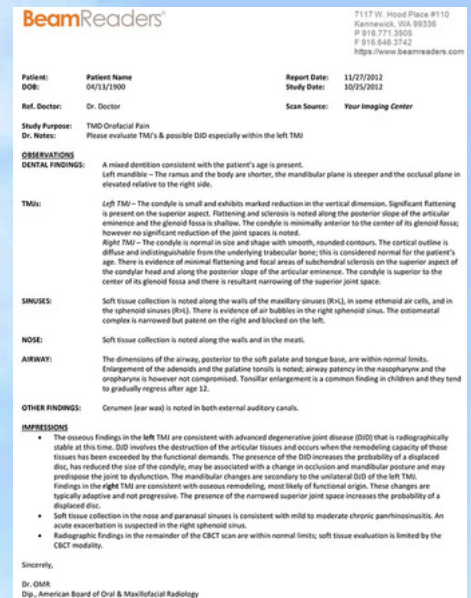 BeamReaders
7117 W. Hood Place #110
Kennewick, WA 99336
P 916.771.3505
F 916.646.3742
https://www.beamreaders.com
Patient: Patient Name Report Date: 11/27/2012
DOB: 04/13/1900 Study Date: 10/25/2012
Ref. Doctor: Dr. Doctor Scan Source: Your Imaging Center
Study Purpose: TMD Orofacial Pain
Dr. Notes: Please evaluate TMJ's & possible DJD especially within the left TMJ
OBSERVATIONS
DENTAL FINDINGS: A mixed dentition consistent with the patient's age is present.
Left mandible – The ramus and the body are shorter, the mandibular plane is steeper and the occlusal plane in
elevated relative to the right side.
TMJs: Left TMJ – The condyle is small and exhibits marked reduction in the vertical dimension. Significant flattening
is present on the superior aspect. Flattening and sclerosis is noted along the posterior slope of the articular
eminence and the glenoid fossa is shallow. The condyle is minimally anterior to the center of its glenoid fossa;
however no significant reduction of the joint spaces is noted.
Right TMJ – The condyle is normal in size and shape with smooth, rounded contours. The cortical outline is
diffuse and indistinguishable from the underlying trabecular bone; this is considered normal for the patient's
age. There is evidence of minimal flattening and focal areas of subchondral sclerosis on the superior aspect of
the condylar head and along the posterior slope of the articular eminence. The condyle is superior to the
center of its glenoid fossa and there is resultant narrowing of the superior joint space.
SINUSES: Soft tissue collection is noted along the walls of the maxillary sinuses (R>L), in some ethmoid air cells, and in
the sphenoid sinuses (R>L). There is evidence of air bubbles in the right sphenoid sinus. The ostiomeatal
complex is narrowed but patent on the right and blocked on the left.
NOSE: Soft tissue collection is noted along the walls and in the meati.
AIRWAY: The dimensions of the airway, posterior to the soft palate and tongue base, are within normal limits.
Enlargement of the adenoids and the palatine tonsils is noted; airway patency in the nasopharynx and the
oropharynx is however not compromised. Tonsillar enlargement is a common finding in children and they tend
to gradually regress after age 12.
OTHER FINDINGS: Cerumen (ear wax) is noted in both external auditory canals.
IMPRESSIONS
• The osseous findings in the left TMJ are consistent with advanced degenerative joint disease (DJD) that is radiographically
stable at this time. DJD involves the destruction of the articular tissues and occurs when the remodeling capacity of those
tissues has been exceeded by the functional demands. The presence of the DJD increases the probability of a displaced
disc, has reduced the size of the condyle, may be associated with a change in occlusion and mandibular posture and may
predispose the joint to dysfunction. The mandibular changes are secondary to the unilateral DJD of the left TMJ.
Findings in the right TMJ are consistent with osseous remodeling, most likely of functional origin. These changes are
typically adaptive and not progressive. The presence of the narrowed superior joint space increases the probability of a
displaced disc.
• Soft tissue collection in the nose and paranasal sinuses is consistent with mild to moderate chronic panrhinosinusitis. An
acute exacerbation is suspected in the right sphenoid sinus.
• Radiographic findings in the remainder of the CBCT scan are within normal limits; soft tissue evaluation is limited by the
CBCT modality.
Sincerely,
Dr. OMR
Dip., American Board of Oral & Maxillofacial Radiology